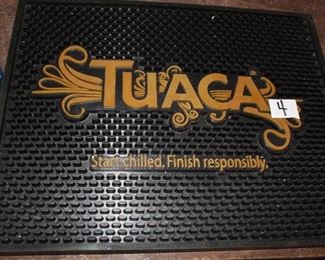 TUACA
4
Start chilled. Finish responsibly.